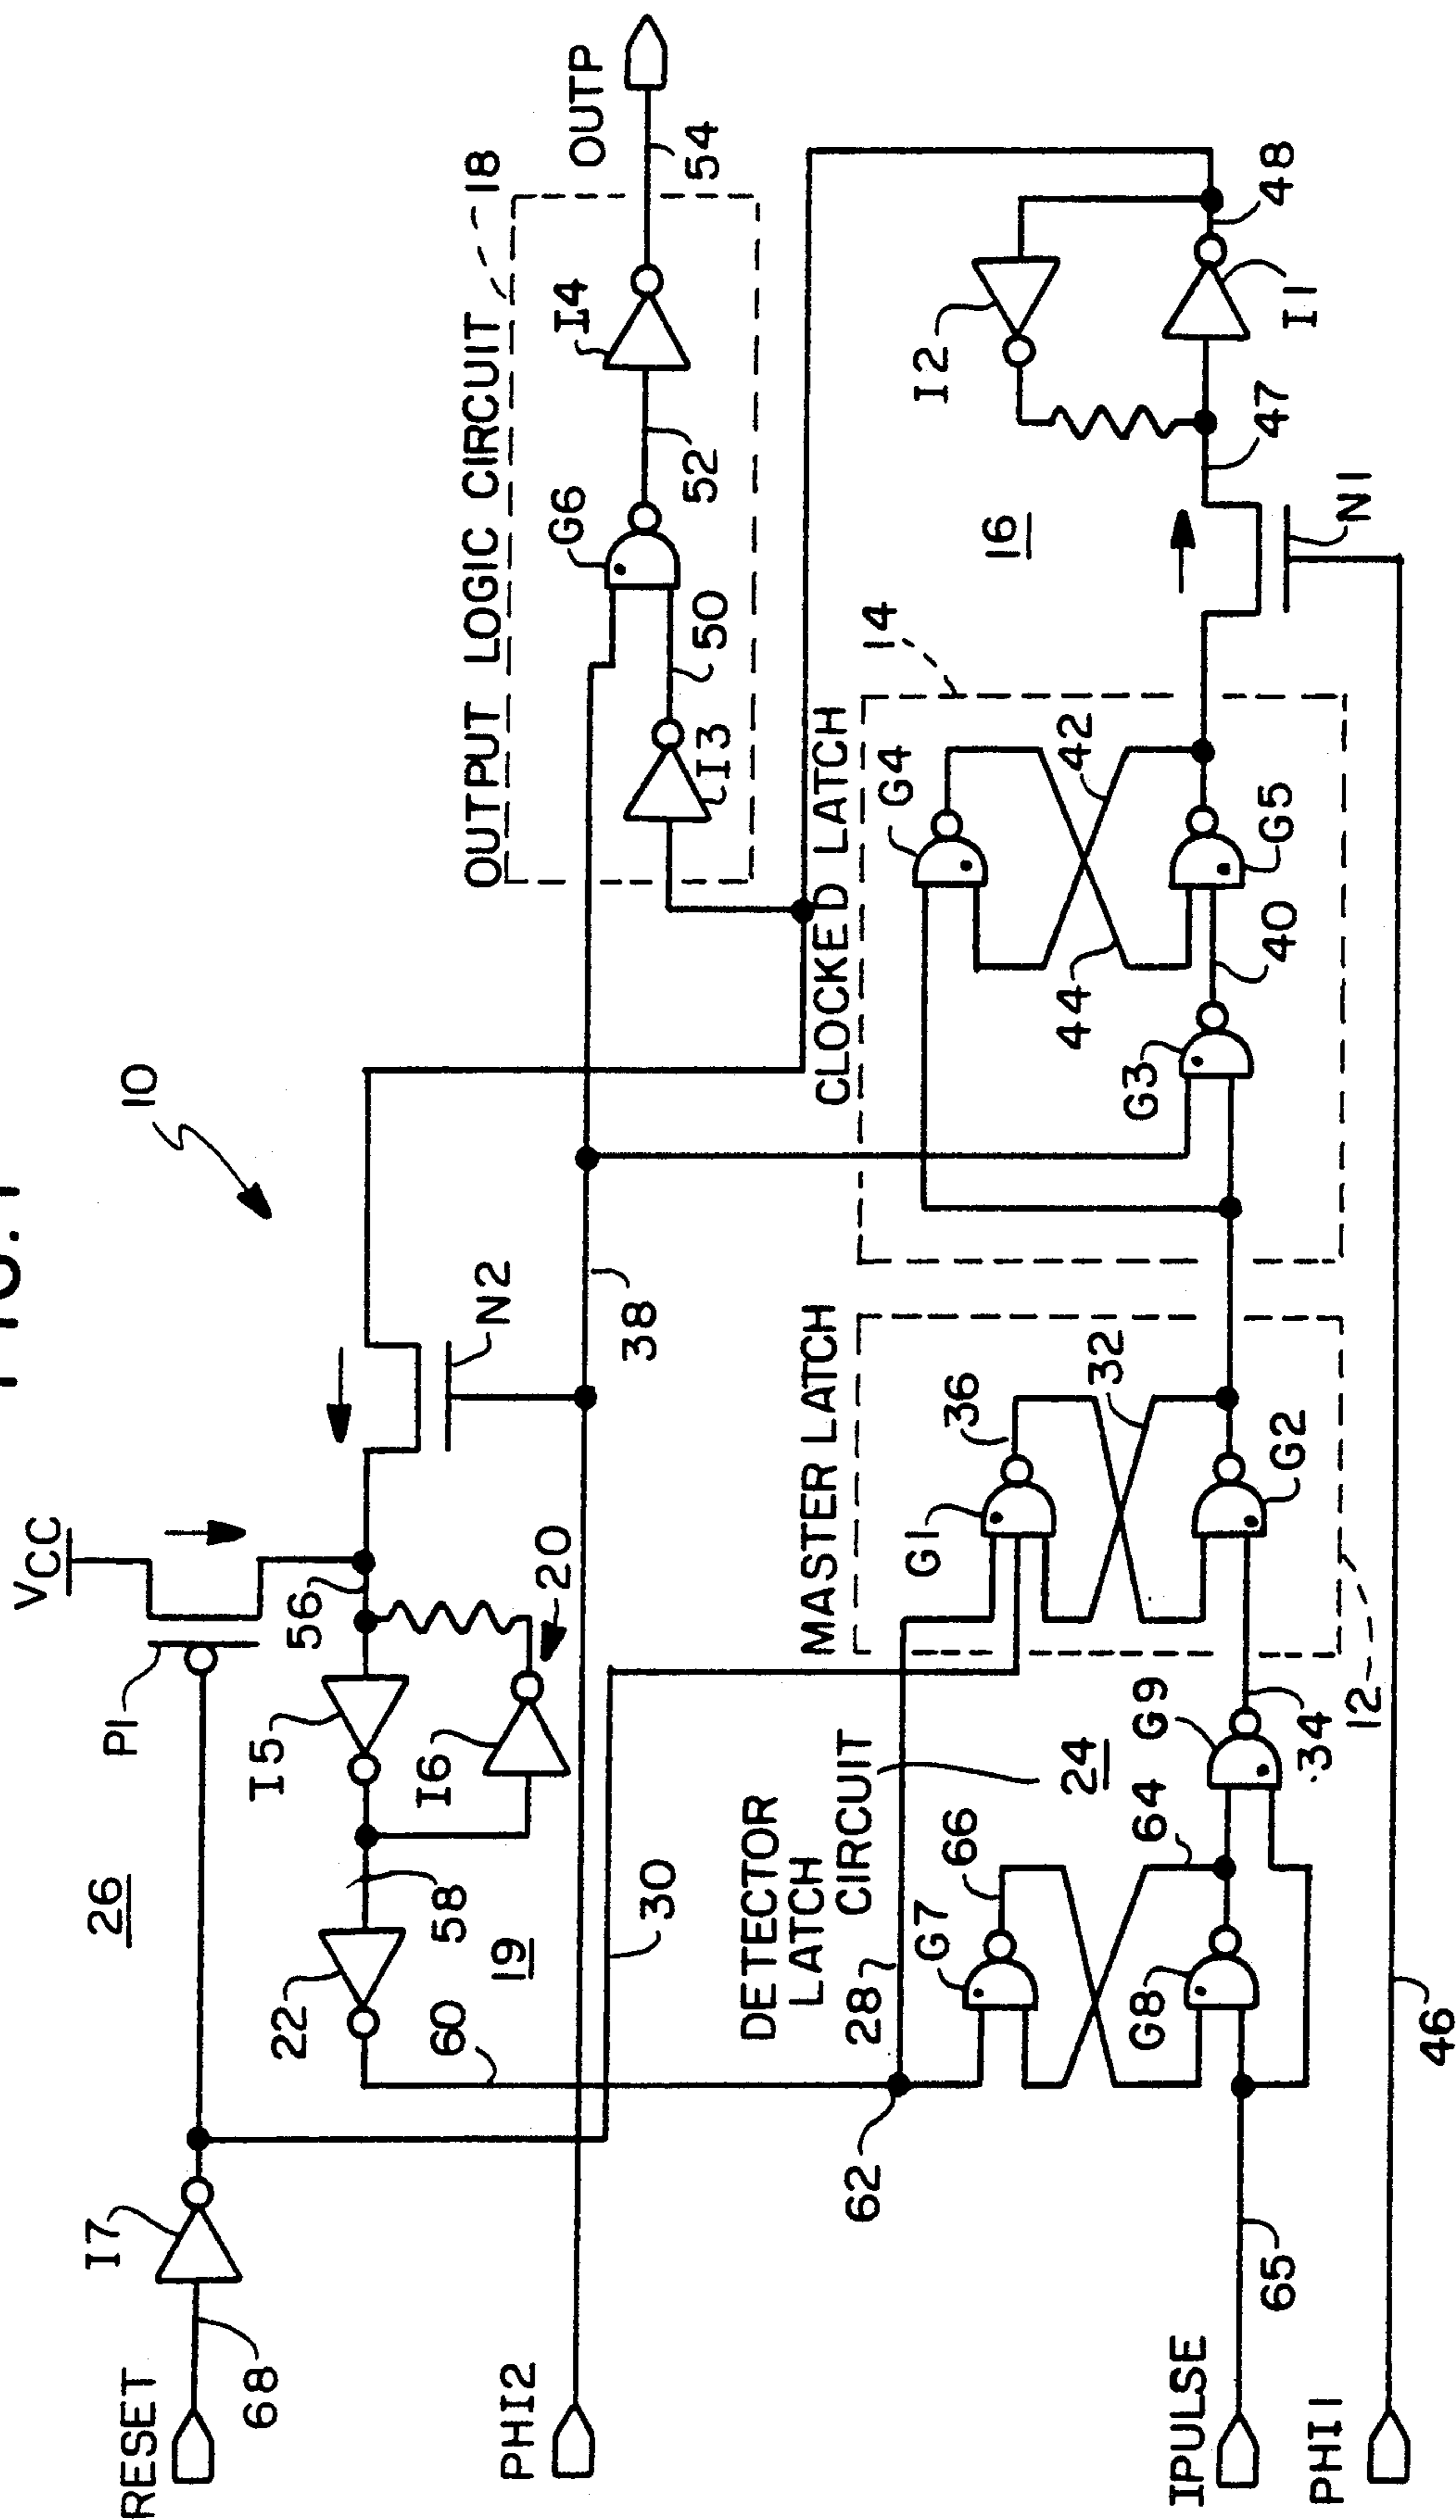 FIG. 1
10
RESET
68
I7
26
P1
VCC
56
I5
I6
20
22
58
19
60
30
N2
PHI2
38
OUTPUT LOGIC CIRCUIT
18
G6
I4
OUTP
54
52
50
I3
DETECTOR
LATCH
CIRCUIT
24
28
62
G7
66
G8
64
G9
34
12
MASTER LATCH
G1
36
32
G2
CLOCKED LATCH
14
G4
42
44
G3
40
G5
16
N1
47
I2
I1
48
IPULSE
65
PHI1
46